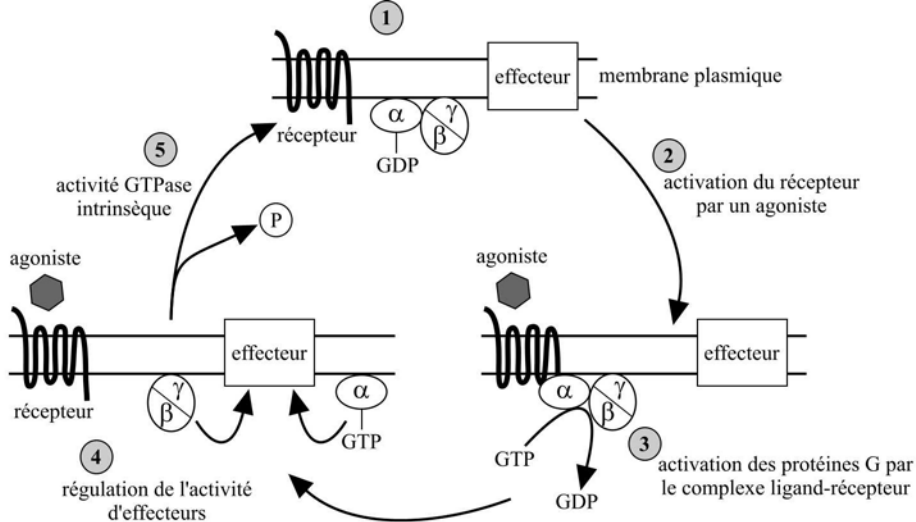 1
effecteur
membrane plasmique
α
γ
β
récepteur
GDP
5
activité GTPase
intrinsèque
2
activation du récepteur
par un agoniste
P
agoniste
effecteur
récepteur
γ
β
α
GTP
4
régulation de l'activité
d'effecteurs
agoniste
effecteur
α
γ
β
GTP
GDP
3
activation des protéines G par
le complexe ligand-récepteur